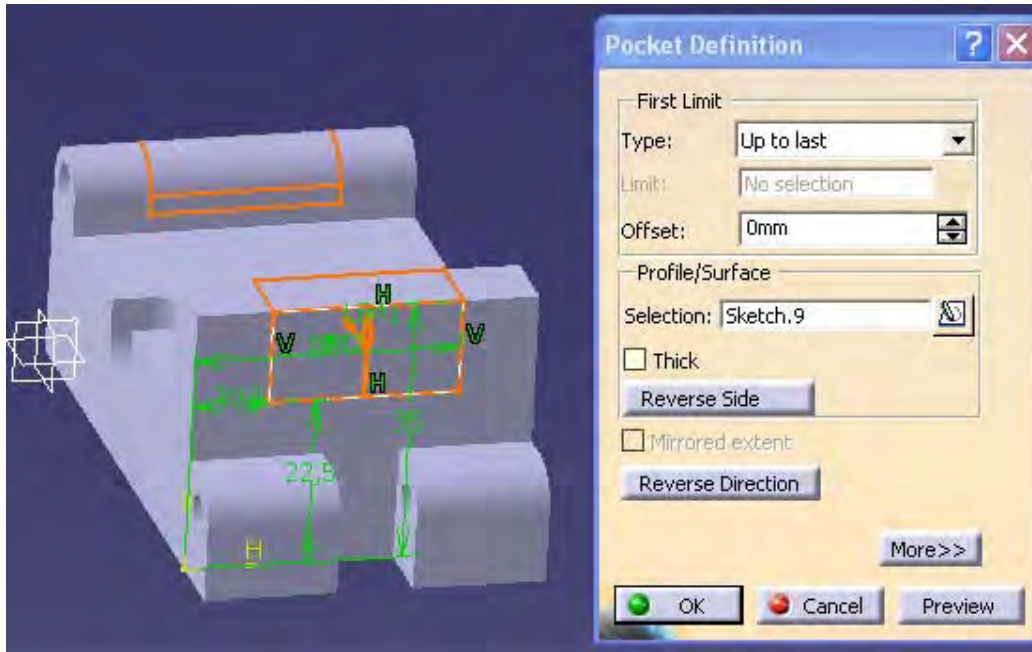 Pocket Definition
First Limit
Type: Up to last
Limit: No selection
Offset: 0mm
Profile/Surface
Selection: Sketch.9
Thick
Reverse Side
Mirrored extent
Reverse Direction
More>>
OK Cancel Preview
H
V V
H
22,5
H